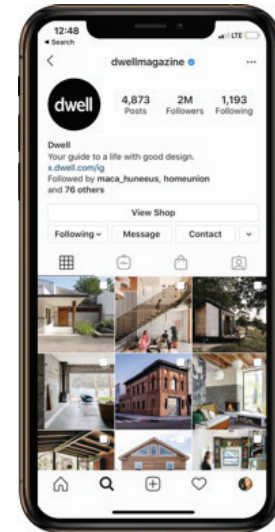 12:48
Search
LTE
dwellmagazine
...
dwell
4,873
2M
1,193
Posts
Followers
Following
Dwell
Your guide to a life with good design.
x.dwell.com/ig
Followed by maca_huneeus, homeunion
and 76 others
View Shop
Following
Message
Contact